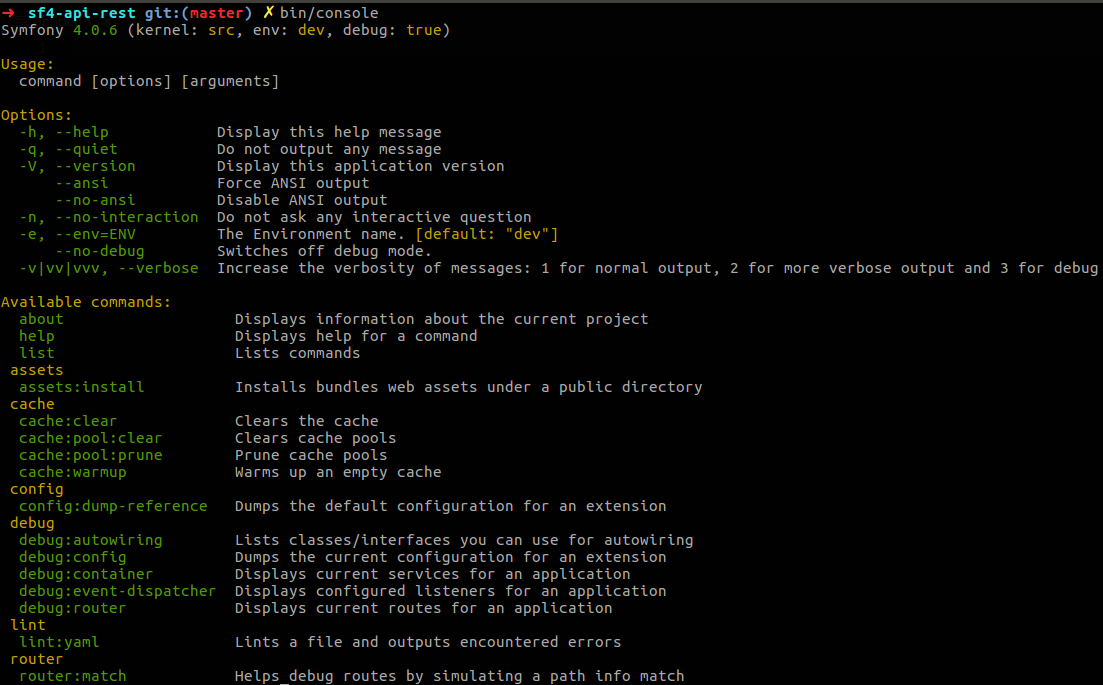 ➜  sf4-api-rest git:(master) ✗ bin/console
Symfony 4.0.6 (kernel: src, env: dev, debug: true)

Usage:
  command [options] [arguments]

Options:
  -h, --help            Display this help message
  -q, --quiet           Do not output any message
  -V, --version         Display this application version
      --ansi            Force ANSI output
      --no-ansi         Disable ANSI output
  -n, --no-interaction  Do not ask any interactive question
  -e, --env=ENV         The Environment name. [default: "dev"]
      --no-debug        Switches off debug mode.
  -v|vv|vvv, --verbose  Increase the verbosity of messages: 1 for normal output, 2 for more verbose output and 3 for debug

Available commands:
  about                   Displays information about the current project
  help                    Displays help for a command
  list                    Lists commands
 assets
  assets:install          Installs bundles web assets under a public directory
 cache
  cache:clear             Clears the cache
  cache:pool:clear        Clears cache pools
  cache:pool:prune        Prune cache pools
  cache:warmup            Warms up an empty cache
 config
  config:dump-reference   Dumps the default configuration for an extension
 debug
  debug:autowiring        Lists classes/interfaces you can use for autowiring
  debug:config            Dumps the current configuration for an extension
  debug:container         Displays current services for an application
  debug:event-dispatcher  Displays configured listeners for an application
  debug:router            Displays current routes for an application
 lint
  lint:yaml               Lints a file and outputs encountered errors
 router
  router:match            Helps debug routes by simulating a path info match